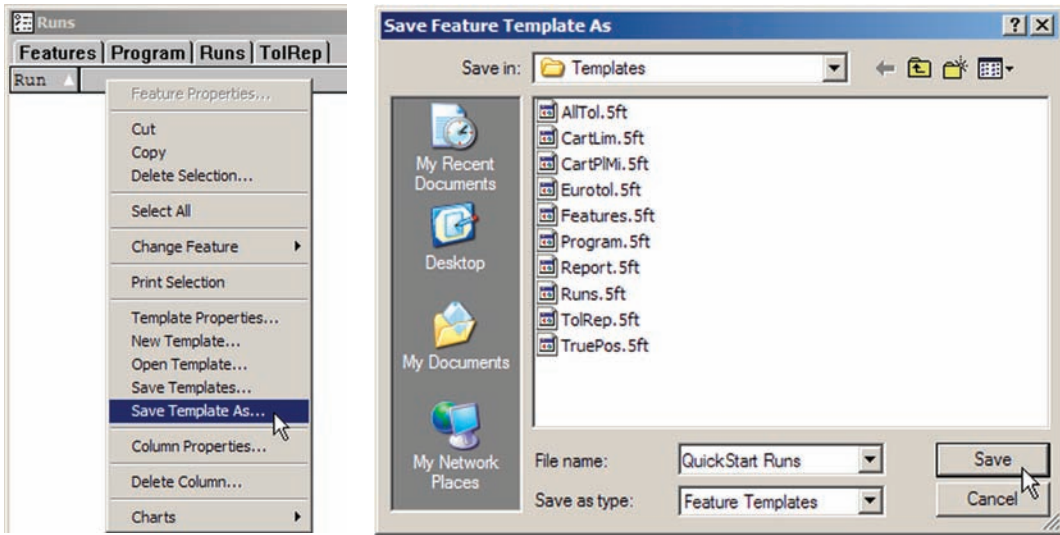 Runs
Features Program Runs TolRep
Run
Feature Properties...
Cut
Copy
Delete Selection...
Select All
Change Feature
Print Selection
Template Properties...
New Template...
Open Template...
Save Templates...
Save Template As...
Column Properties...
Delete Column...
Charts
Save Feature Template As
Save in: Templates
My Recent Documents
Desktop
My Documents
My Network Places
AllTol.5ft
CartLim.5ft
CartPlMi.5ft
Eurotol.5ft
Features.5ft
Program.5ft
Report.5ft
Runs.5ft
TolRep.5ft
TruePos.5ft
File name: QuickStart Runs Save
Save as type: Feature Templates Cancel